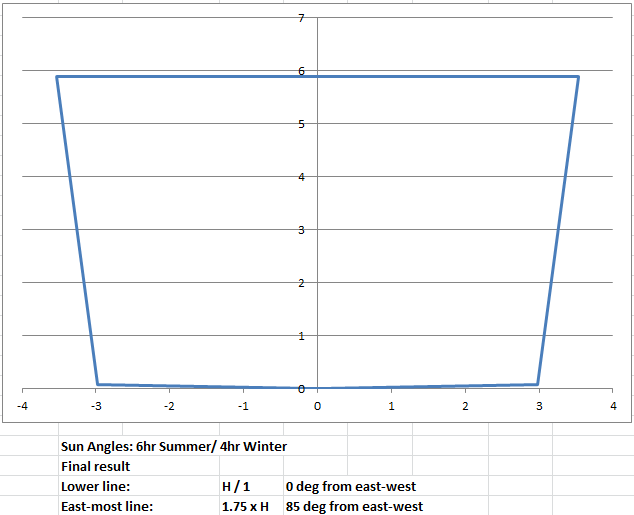 7
6
5
4
3
2
1
0
-4 -3 -2 -1 0 1 2 3 4
Sun Angles: 6hr Summer/ 4hr Winter
Final result
Lower line: H / 1 0 deg from east-west
East-most line: 1.75 x H 85 deg from east-west